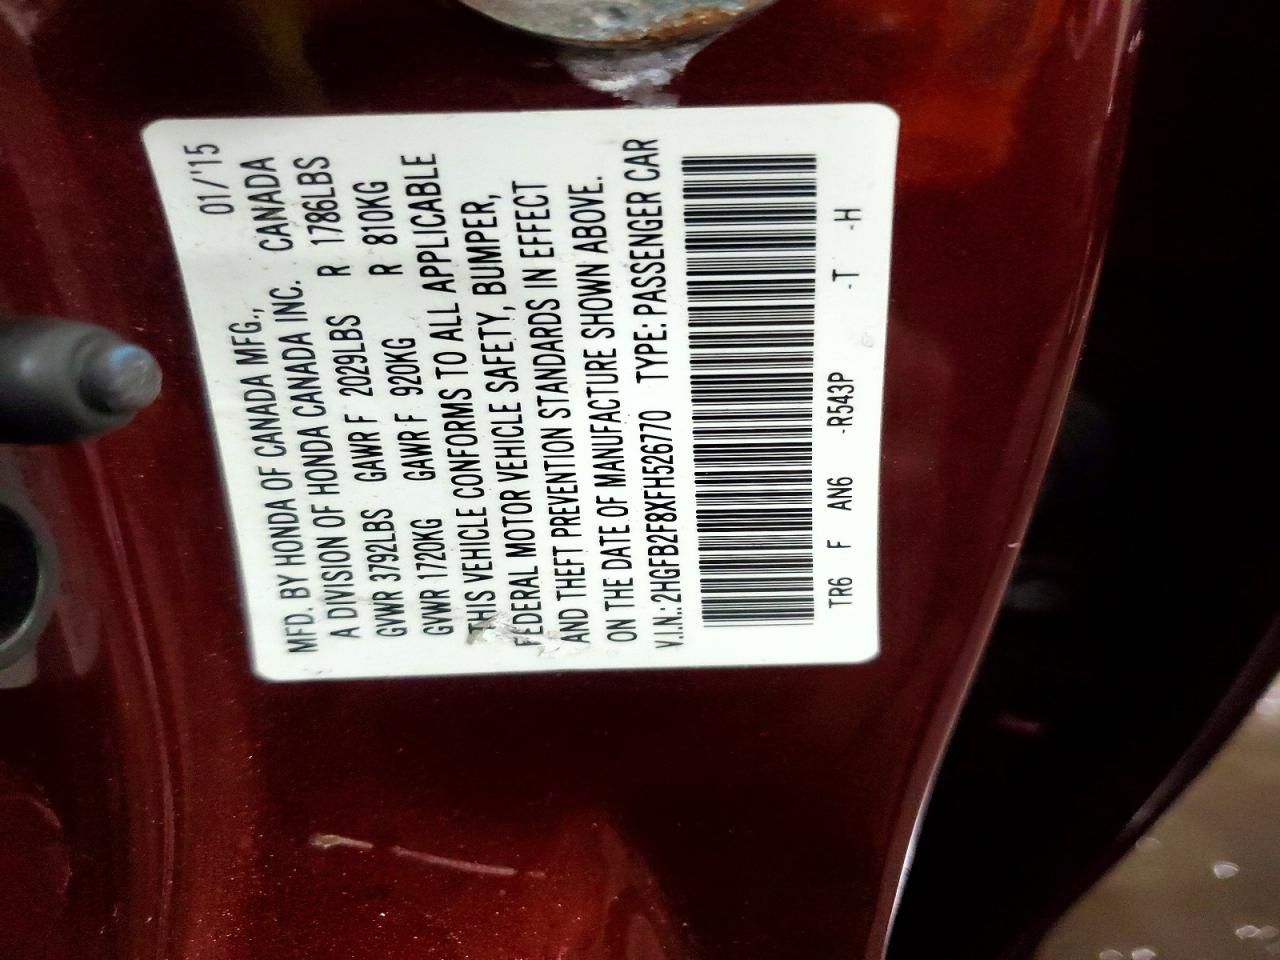 01/'15
MFD. BY HONDA OF CANADA MFG., CANADA
A DIVISION OF HONDA CANADA INC.
GVWR 3792LBS GAWR F 2029LBS R 1786LBS
GVWR 1720KG GAWR F 920KG R 810KG
THIS VEHICLE CONFORMS TO ALL APPLICABLE
FEDERAL MOTOR VEHICLE SAFETY, BUMPER,
AND THEFT PREVENTION STANDARDS IN EFFECT
ON THE DATE OF MANUFACTURE SHOWN ABOVE.
V.I.N.: 2HGFB2F8XFH526770 TYPE: PASSENGER CAR
TR6 F AN6 -R543P -T -H